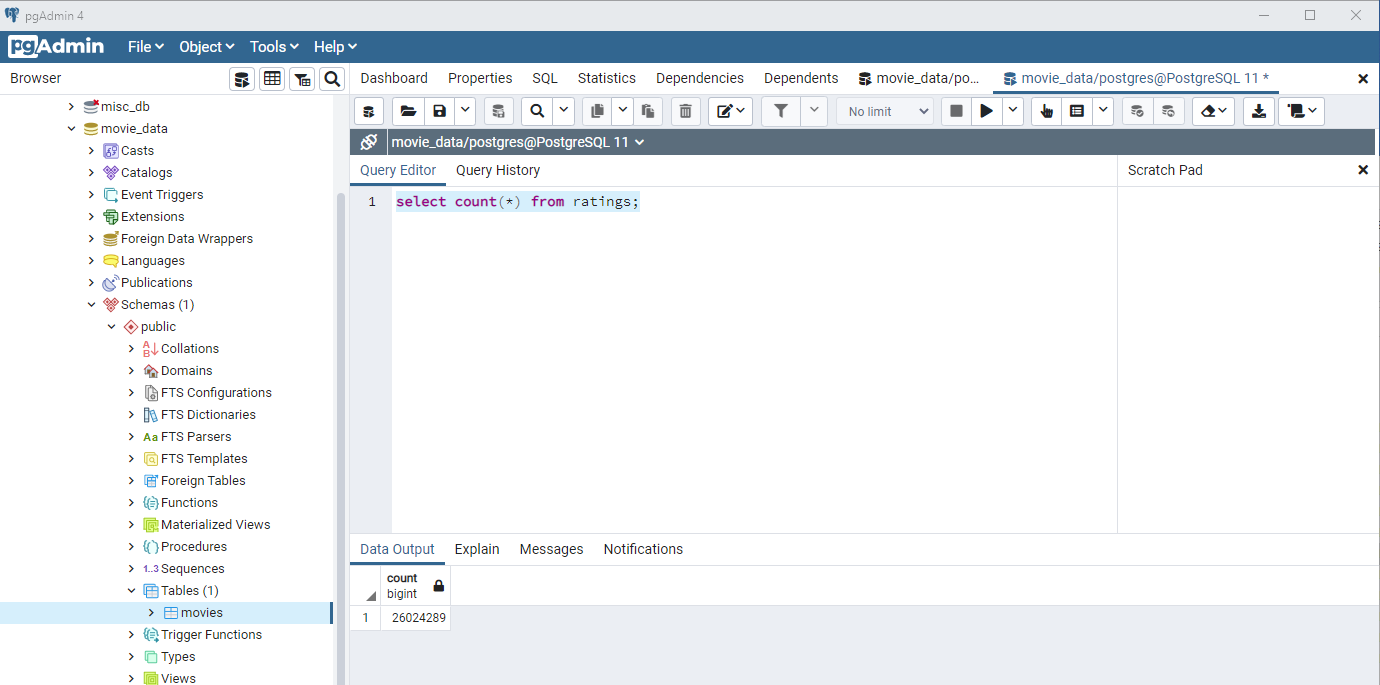 pgAdmin 4
pgAdmin File Object Tools Help
Browser
Dashboard Properties SQL Statistics Dependencies Dependents movie_data/po... movie_data/postgres@PostgreSQL 11 *
No limit
movie_data/postgres@PostgreSQL 11
Query Editor Query History
Scratch Pad
1 select count(*) from ratings;
misc_db
movie_data
Casts
Catalogs
Event Triggers
Extensions
Foreign Data Wrappers
Languages
Publications
Schemas (1)
public
Collations
Domains
FTS Configurations
FTS Dictionaries
Aa FTS Parsers
FTS Templates
Foreign Tables
Functions
Materialized Views
Procedures
1..3 Sequences
Tables (1)
movies
Trigger Functions
Types
Views
Data Output Explain Messages Notifications
count
bigint
1 26024289